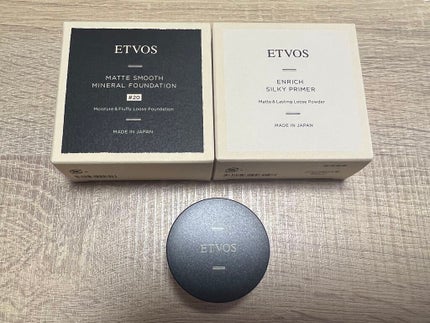 ETVOS
MATTE SMOOTH
MINERAL FOUNDATION
#20
Moisture & Fluffy Loose Foundation
MADE IN JAPAN
ETVOS
ENRICH
SILKY PRIMER
Matte & Lasting Loose Powder
MADE IN JAPAN
ETVOS